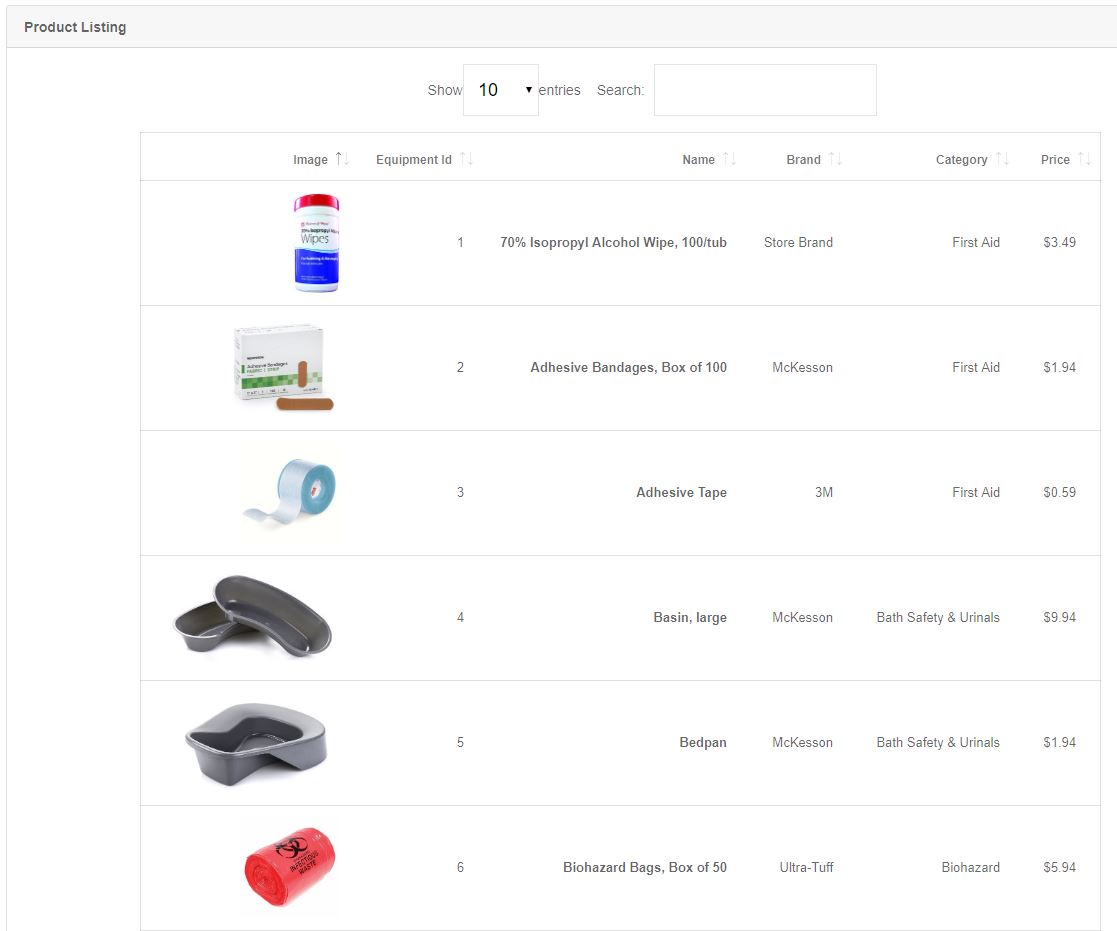 Product Listing
Show 10 entries Search:
Image Equipment Id Name Brand Category Price
70% Isopropyl
Wipes
1 70% Isopropyl Alcohol Wipe, 100/tub Store Brand First Aid $3.49
Adhesive Bandages
FABRIC | STRIP
2 Adhesive Bandages, Box of 100 McKesson First Aid $1.94
3 Adhesive Tape 3M First Aid $0.59
4 Basin, large McKesson Bath Safety & Urinals $9.94
5 Bedpan McKesson Bath Safety & Urinals $1.94
INFECTIOUS
WASTE
6 Biohazard Bags, Box of 50 Ultra-Tuff Biohazard $5.94